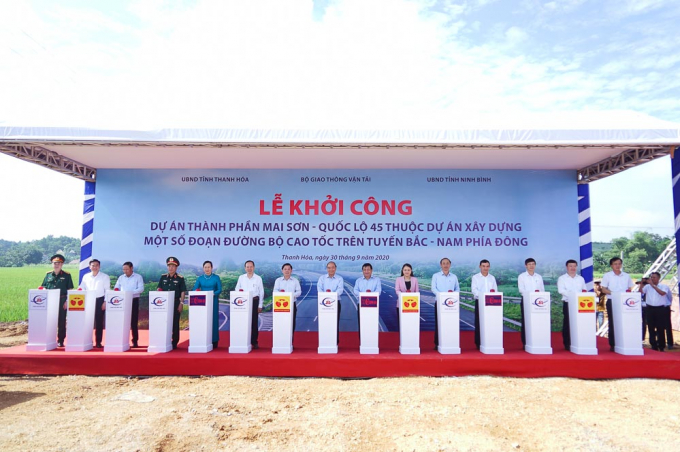 UBND TỈNH THANH HÓA BỘ GIAO THÔNG VẬN TẢI UBND TỈNH NINH BÌNH
LỄ KHỞI CÔNG
DỰ ÁN THÀNH PHẦN MAI SƠN - QUỐC LỘ 45 THUỘC DỰ ÁN XÂY DỰNG
MỘT SỐ ĐOẠN ĐƯỜNG BỘ CAO TỐC TRÊN TUYẾN BẮC - NAM PHÍA ĐÔNG
Thanh Hóa, ngày 30 tháng 9 năm 2020